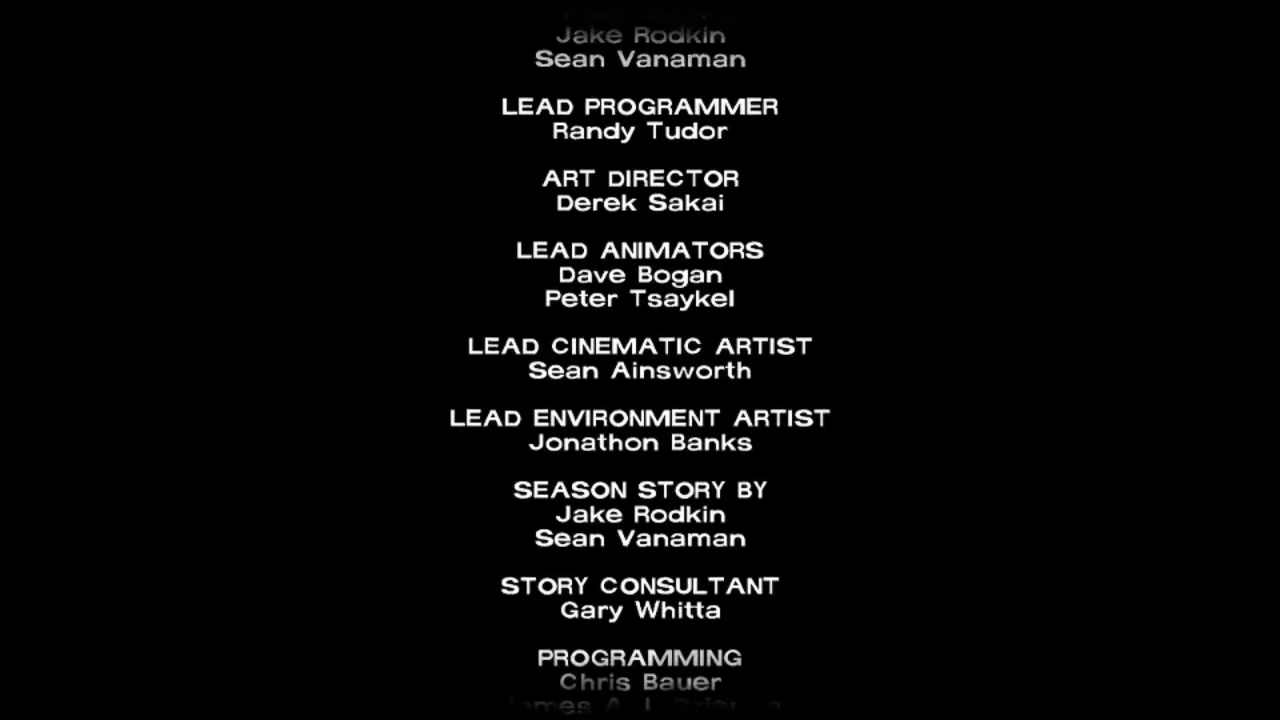 Jake Rodkin
Sean Vanaman
LEAD PROGRAMMER
Randy Tudor
ART DIRECTOR
Derek Sakai
LEAD ANIMATORS
Dave Bogan
Peter Tsaykel
LEAD CINEMATIC ARTIST
Sean Ainsworth
LEAD ENVIRONMENT ARTIST
Jonathon Banks
SEASON STORY BY
Jake Rodkin
Sean Vanaman
STORY CONSULTANT
Gary Whitta
PROGRAMMING
Chris Bauer